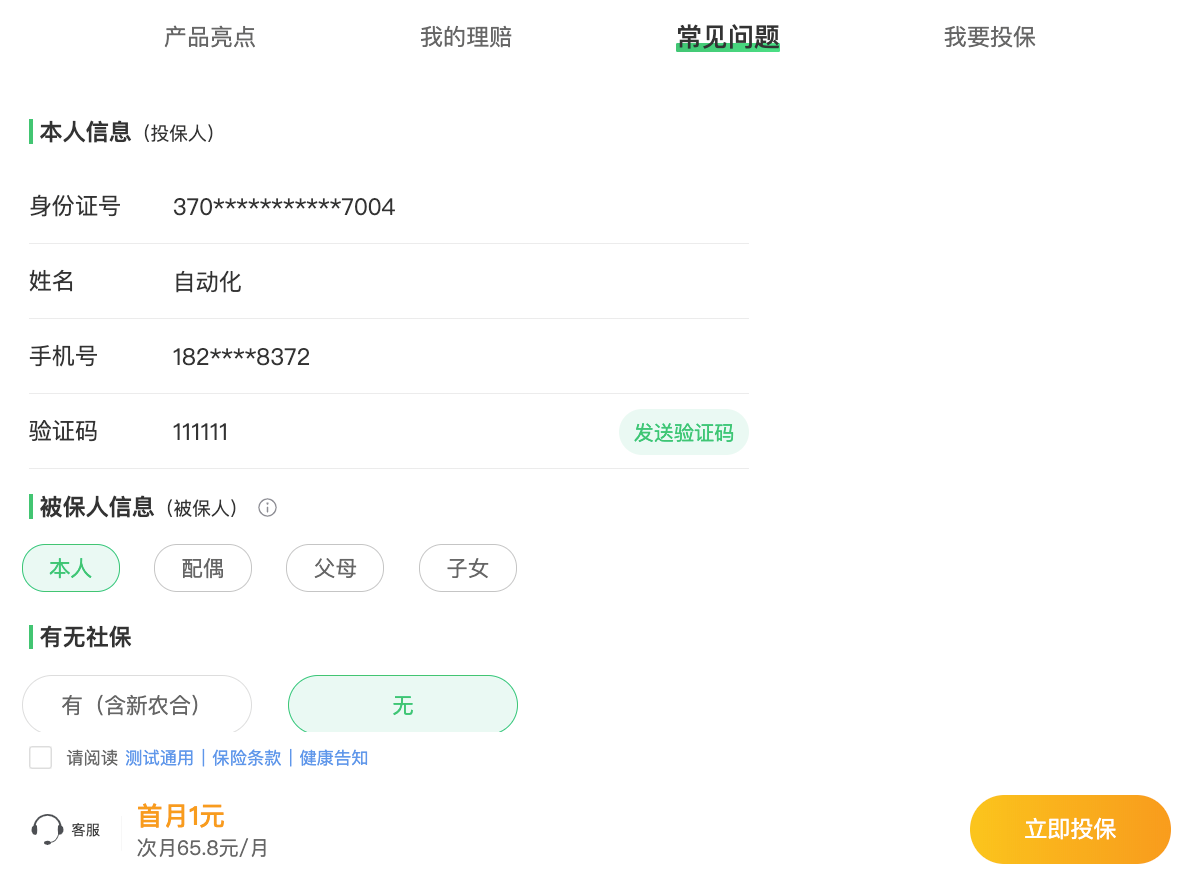 产品亮点 我的理赔 常见问题 我要投保
本人信息（投保人）
身份证号 370***********7004
姓名 自动化
手机号 182****8372
验证码 111111 发送验证码
被保人信息（被保人）
本人 配偶 父母 子女
有无社保
有（含新农合） 无
请阅读 测试通用｜保险条款｜健康告知
客服 首月1元
次月65.8元/月
立即投保